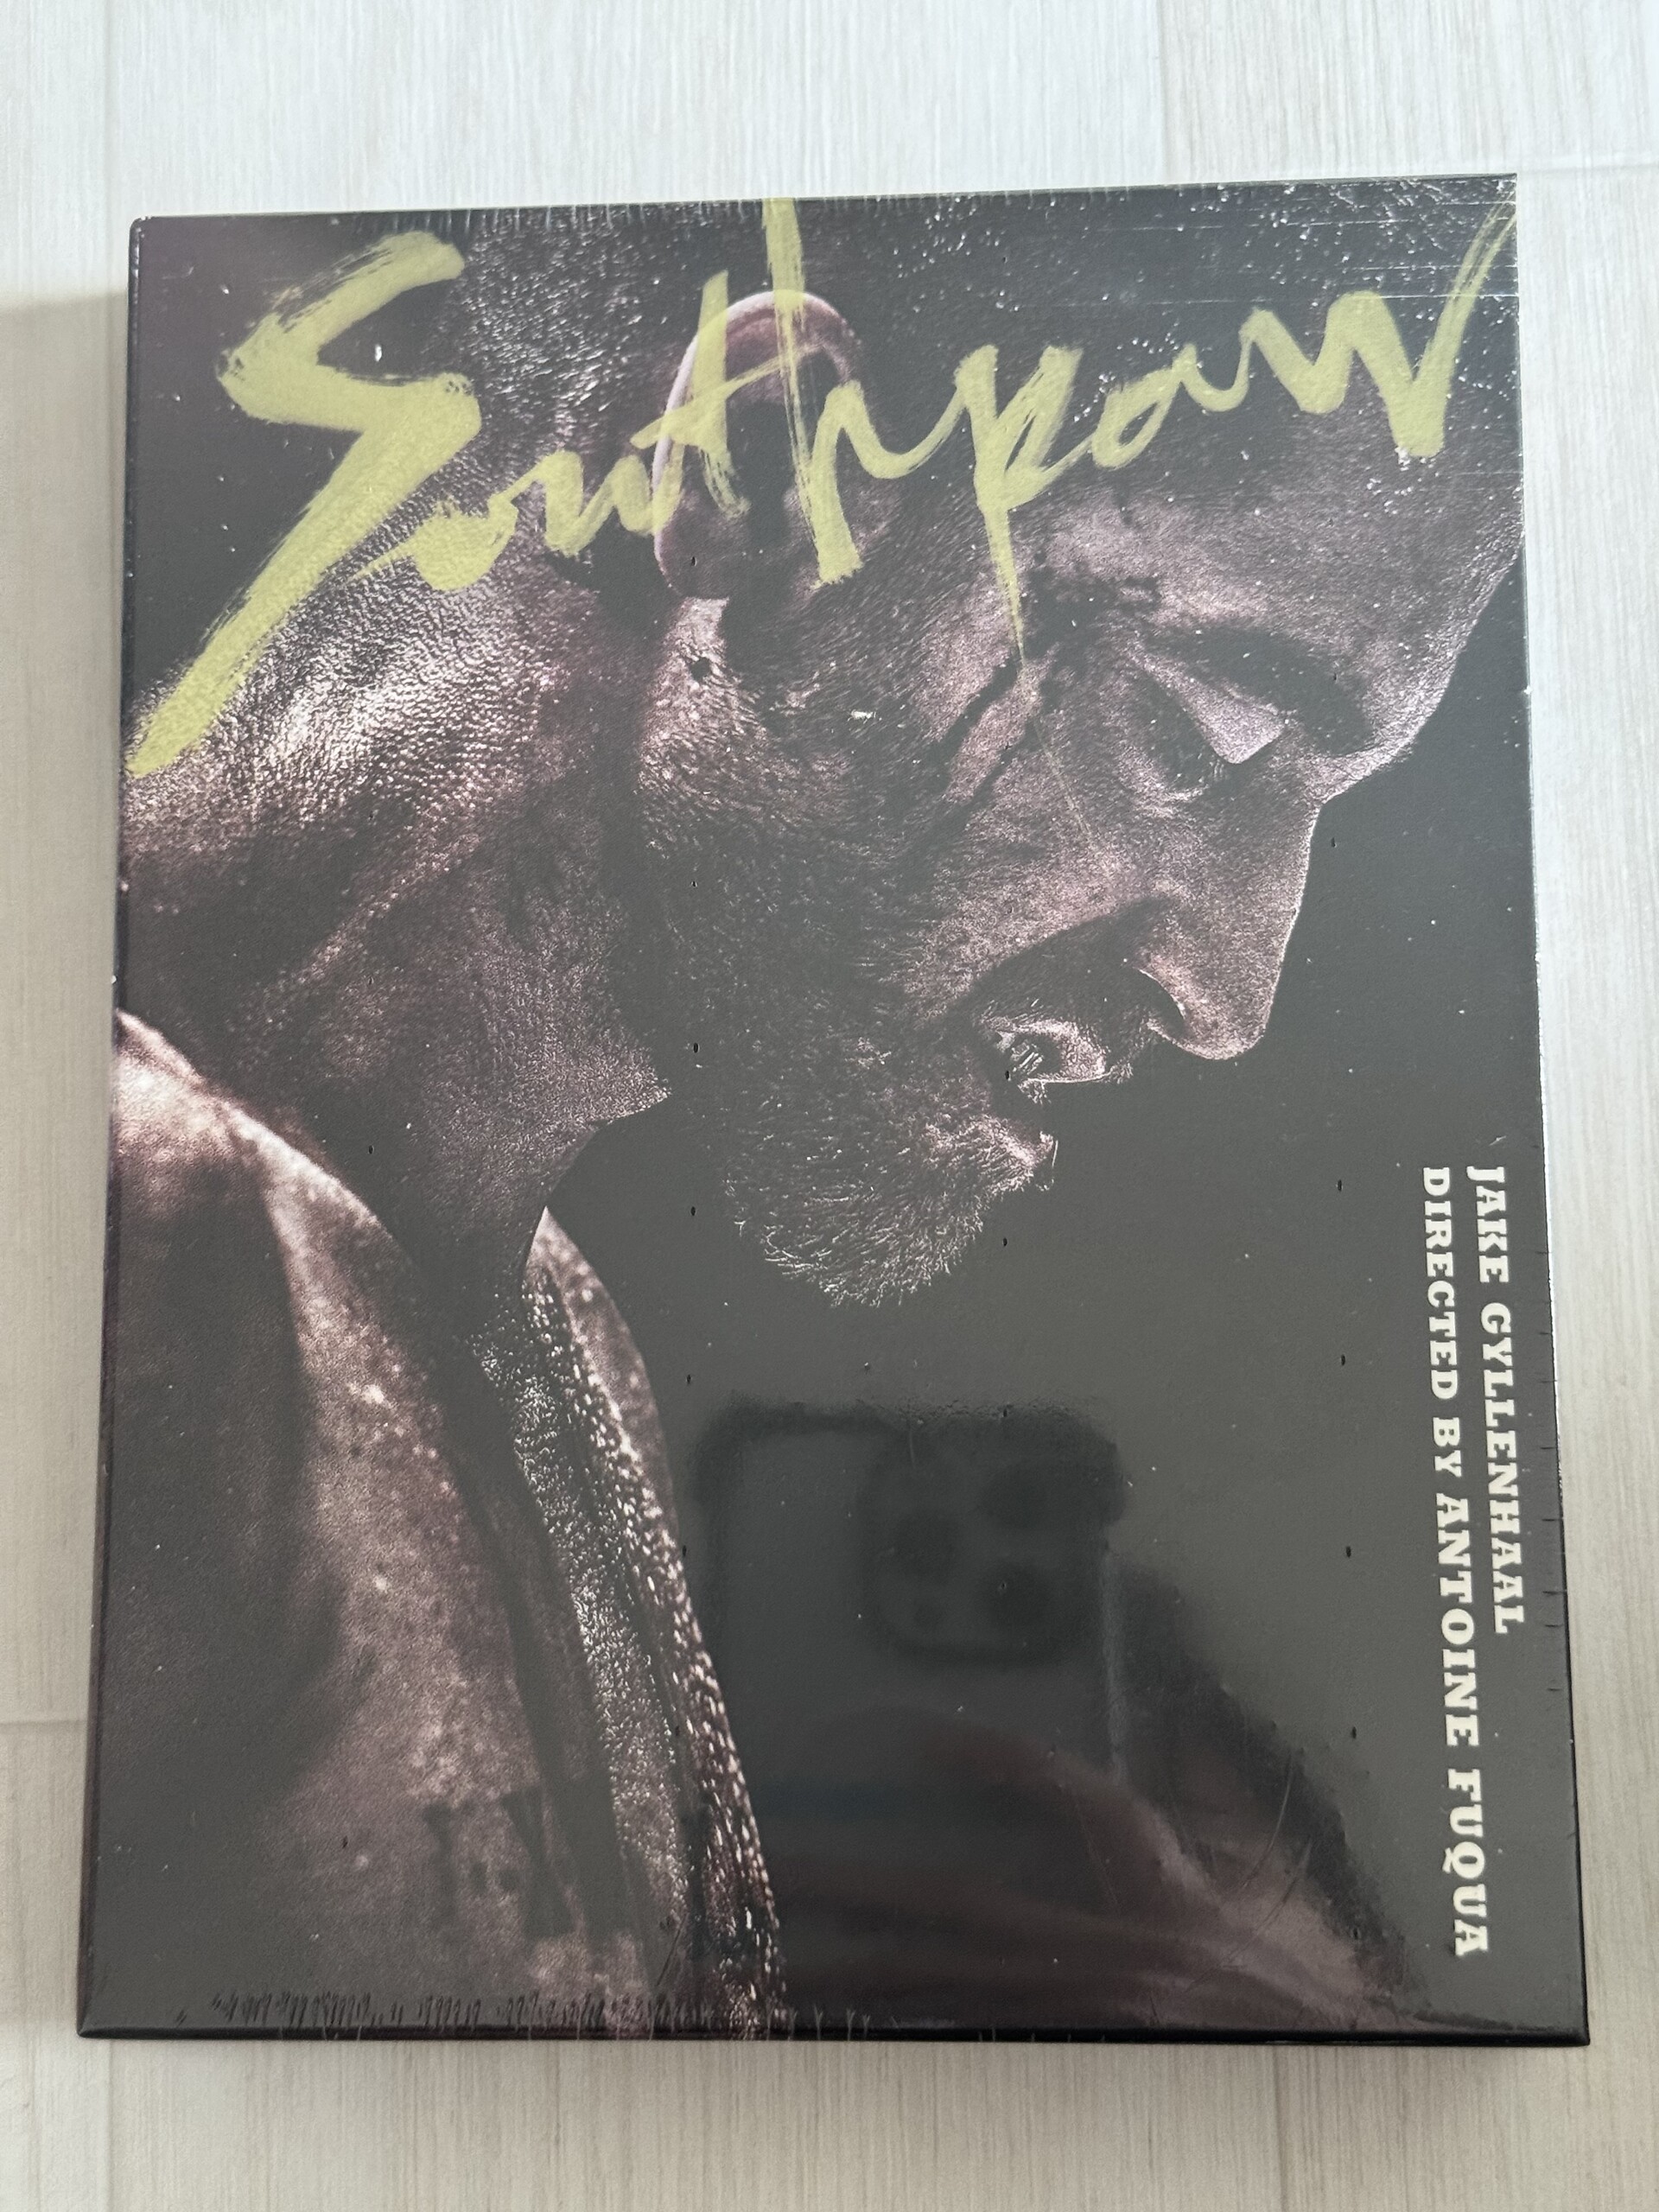 Southpaw
JAKE GYLLENHAAL
DIRECTED BY ANTOINE FUQUA